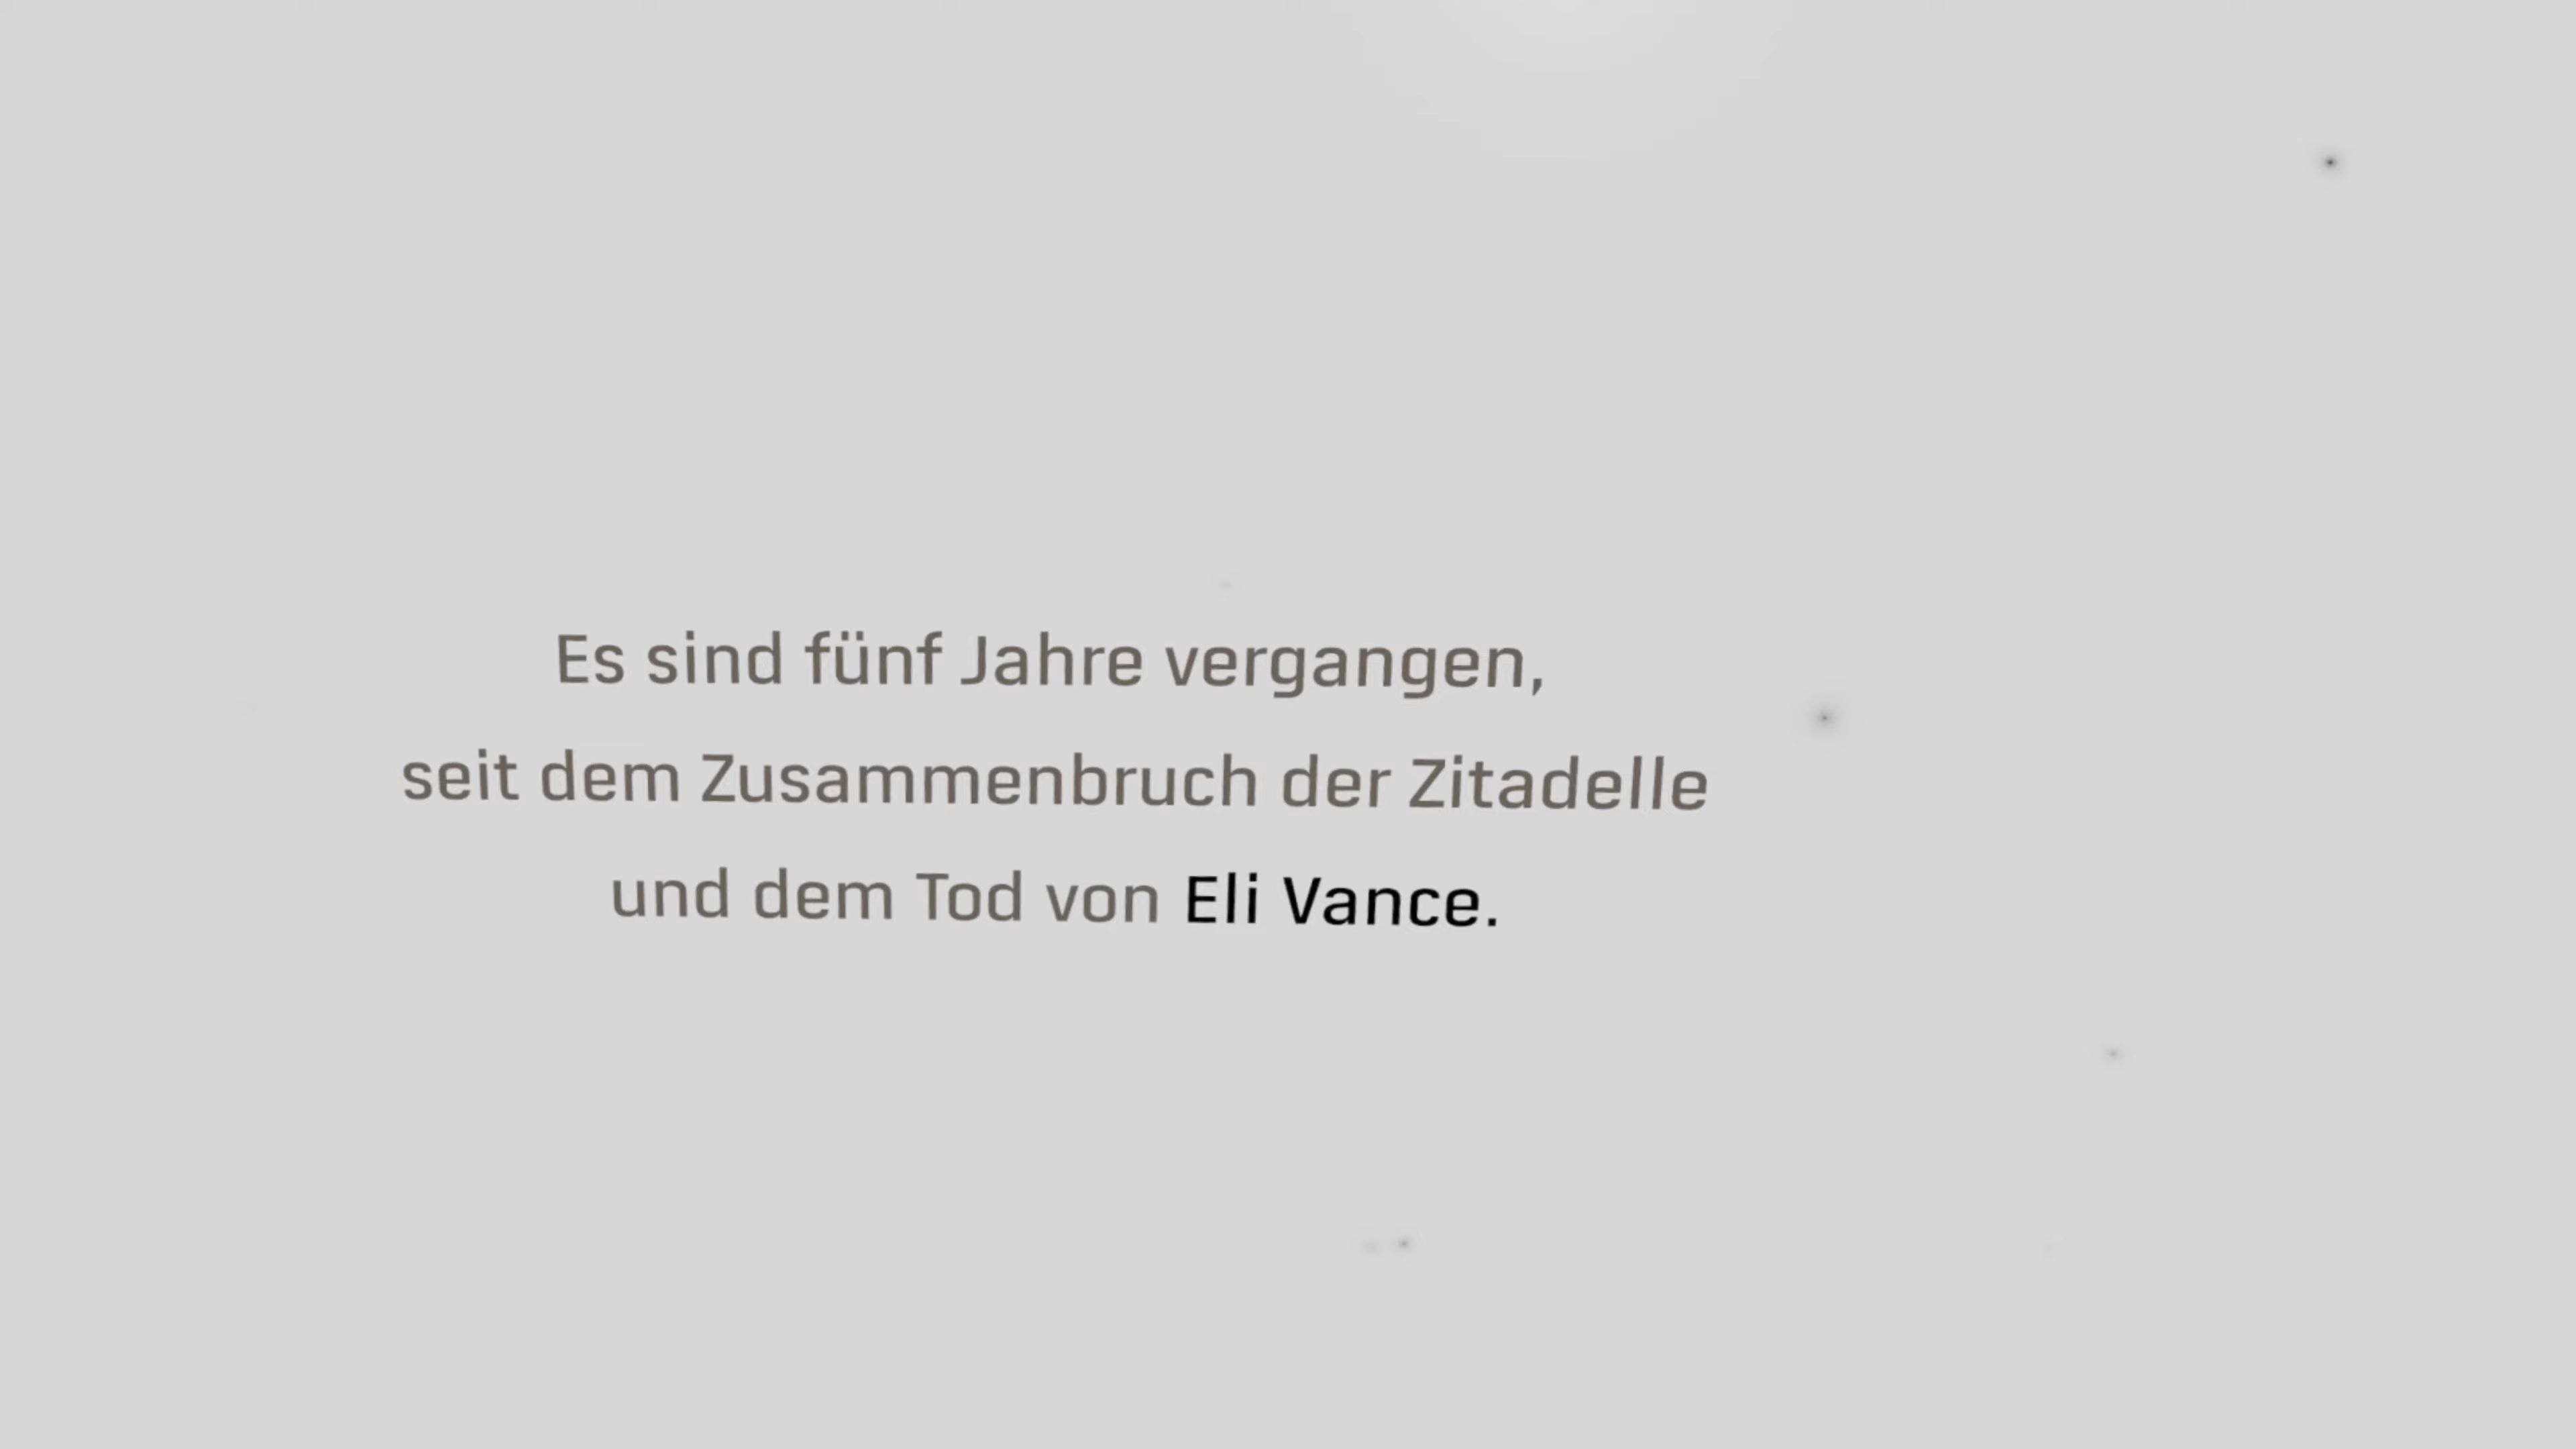 Es sind fünf Jahre vergangen,
seit dem Zusammenbruch der Zitadelle
und dem Tod von Eli Vance.